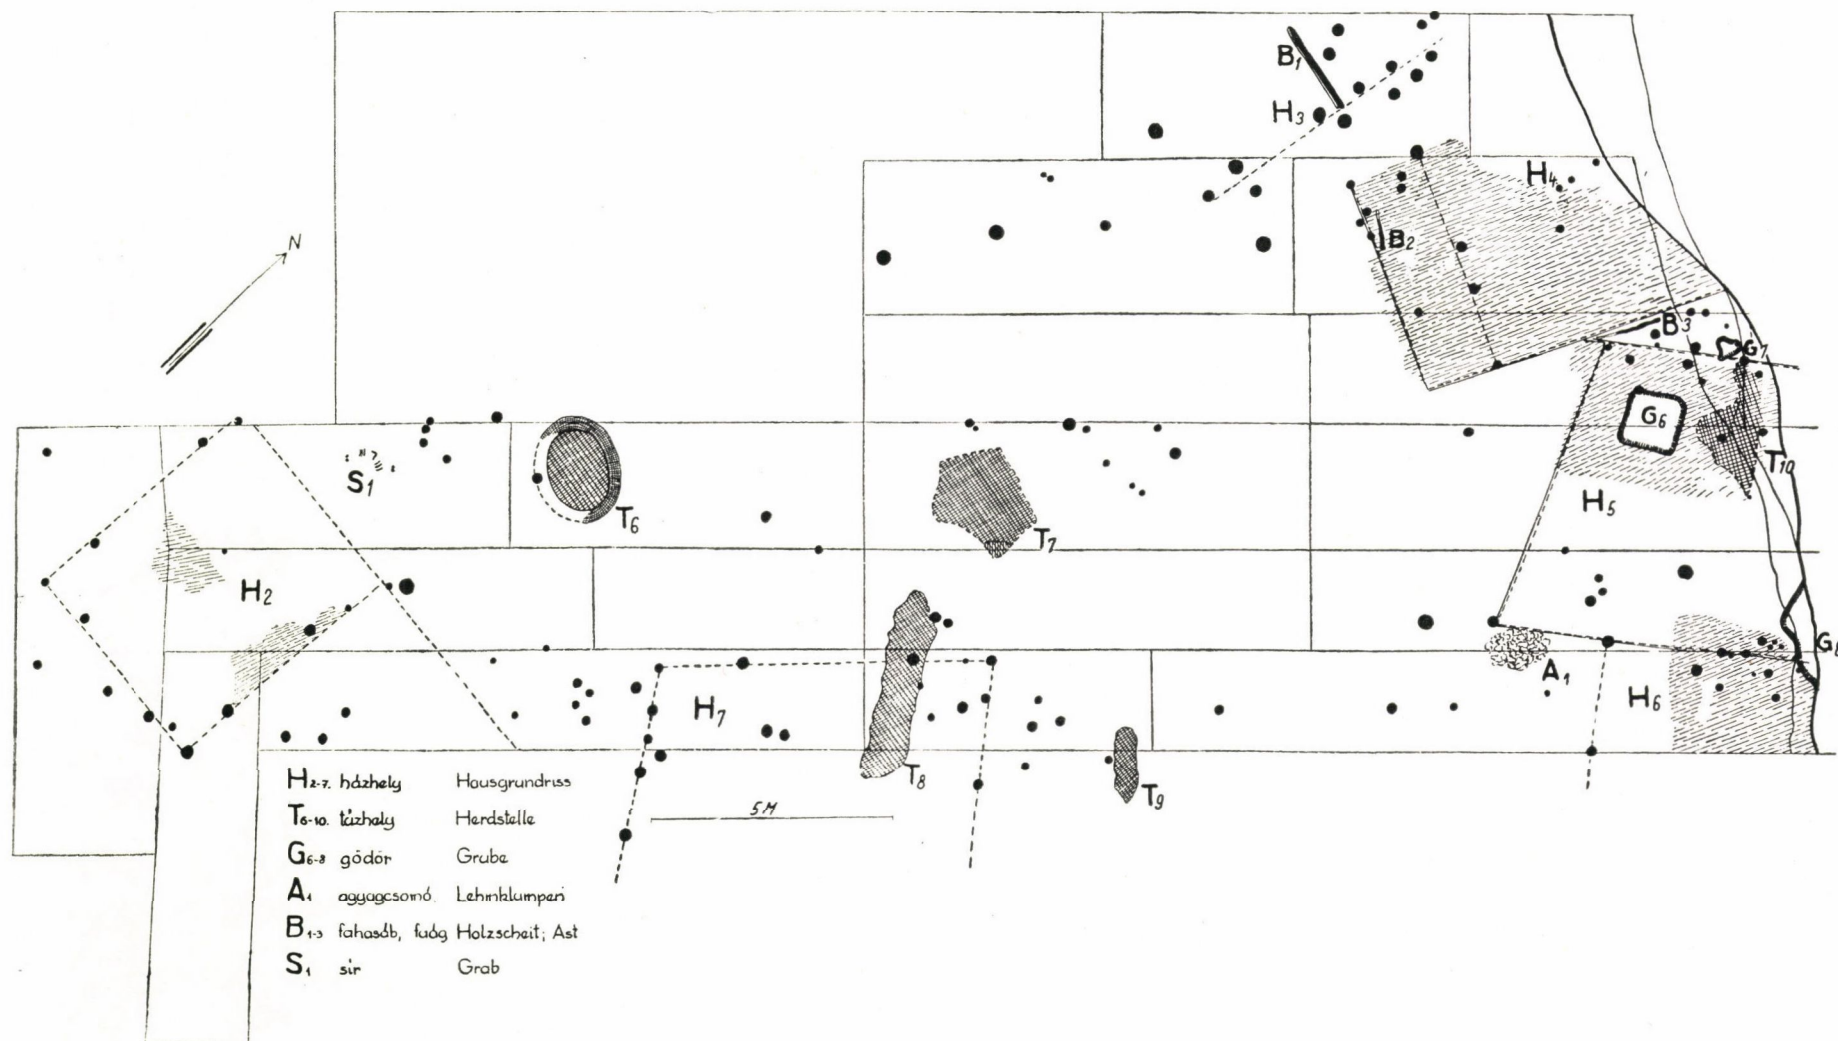 B1
H3
H4
B2
N
B3
G7
G6
S1
T6
T7
T10
H5
H2
G8
A1
H6
H7
T8
T9
5M
H2-7. házhely Hausgrundriss
T6-10. tűzhely Herdstelle
G6-8 gödör Grube
A1 agyagcsomó. Lehmklumpen
B1-3 fahasáb, faág Holzscheit; Ast
S1 sír Grab